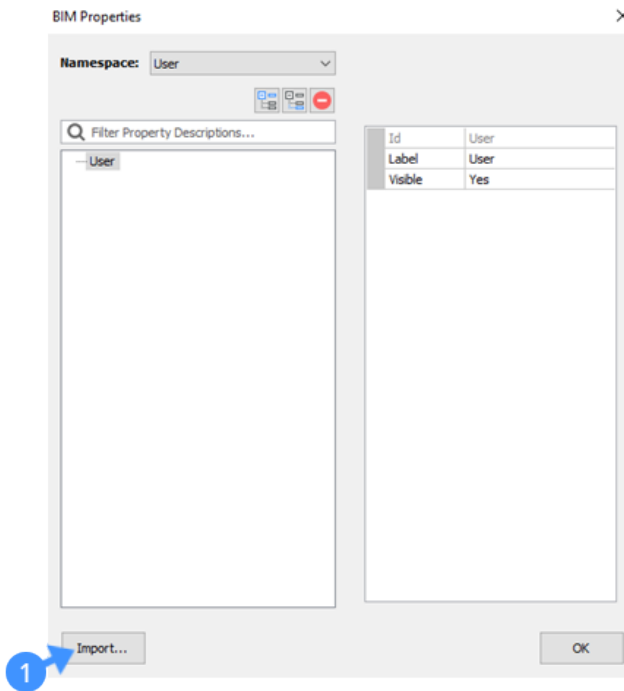 BIM Properties
Namespace: User
Filter Property Descriptions...
User
Id User
Label User
Visible Yes
Import...
OK
1